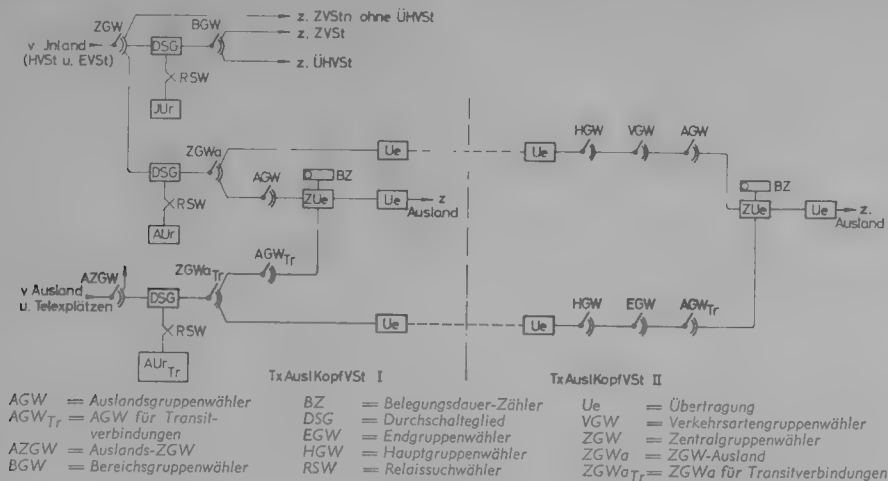 ZGW
BGW
z. ZVStn ohne ÜHVSt
z. ZVSt
v Jnland
(HVSt u. EVSt)
DSG
z. ÜHVSt
RSW
JUr
ZGWa
Ue
Ue
HGW
VGW
AGW
DSG
AGW
BZ
BZ
RSW
ZUe
Ue
z
Ausland
ZUe
Ue
z.
Ausland
AUr
AGWTr
AZGW
ZGWaTr
v Ausland
u. Telexplätzen
DSG
HGW
EGW
AGWTr
RSW
Ue
Ue
AUrTr
TxAuslKopfVSt I
TxAuslKopfVSt II
AGW = Auslandsgruppenwähler
AGWTr = AGW für Transit-
verbindungen
AZGW = Auslands-ZGW
BGW = Bereichsgruppenwähler
BZ = Belegungsdauer-Zähler
DSG = Durchschalteglied
EGW = Endgruppenwähler
HGW = Hauptgruppenwähler
RSW = Relaissuchwähler
Ue = Übertragung
VGW = Verkehrsartengruppenwähler
ZGW = Zentralgruppenwähler
ZGWa = ZGW-Ausland
ZGWaTr = ZGWa für Transitverbindungen